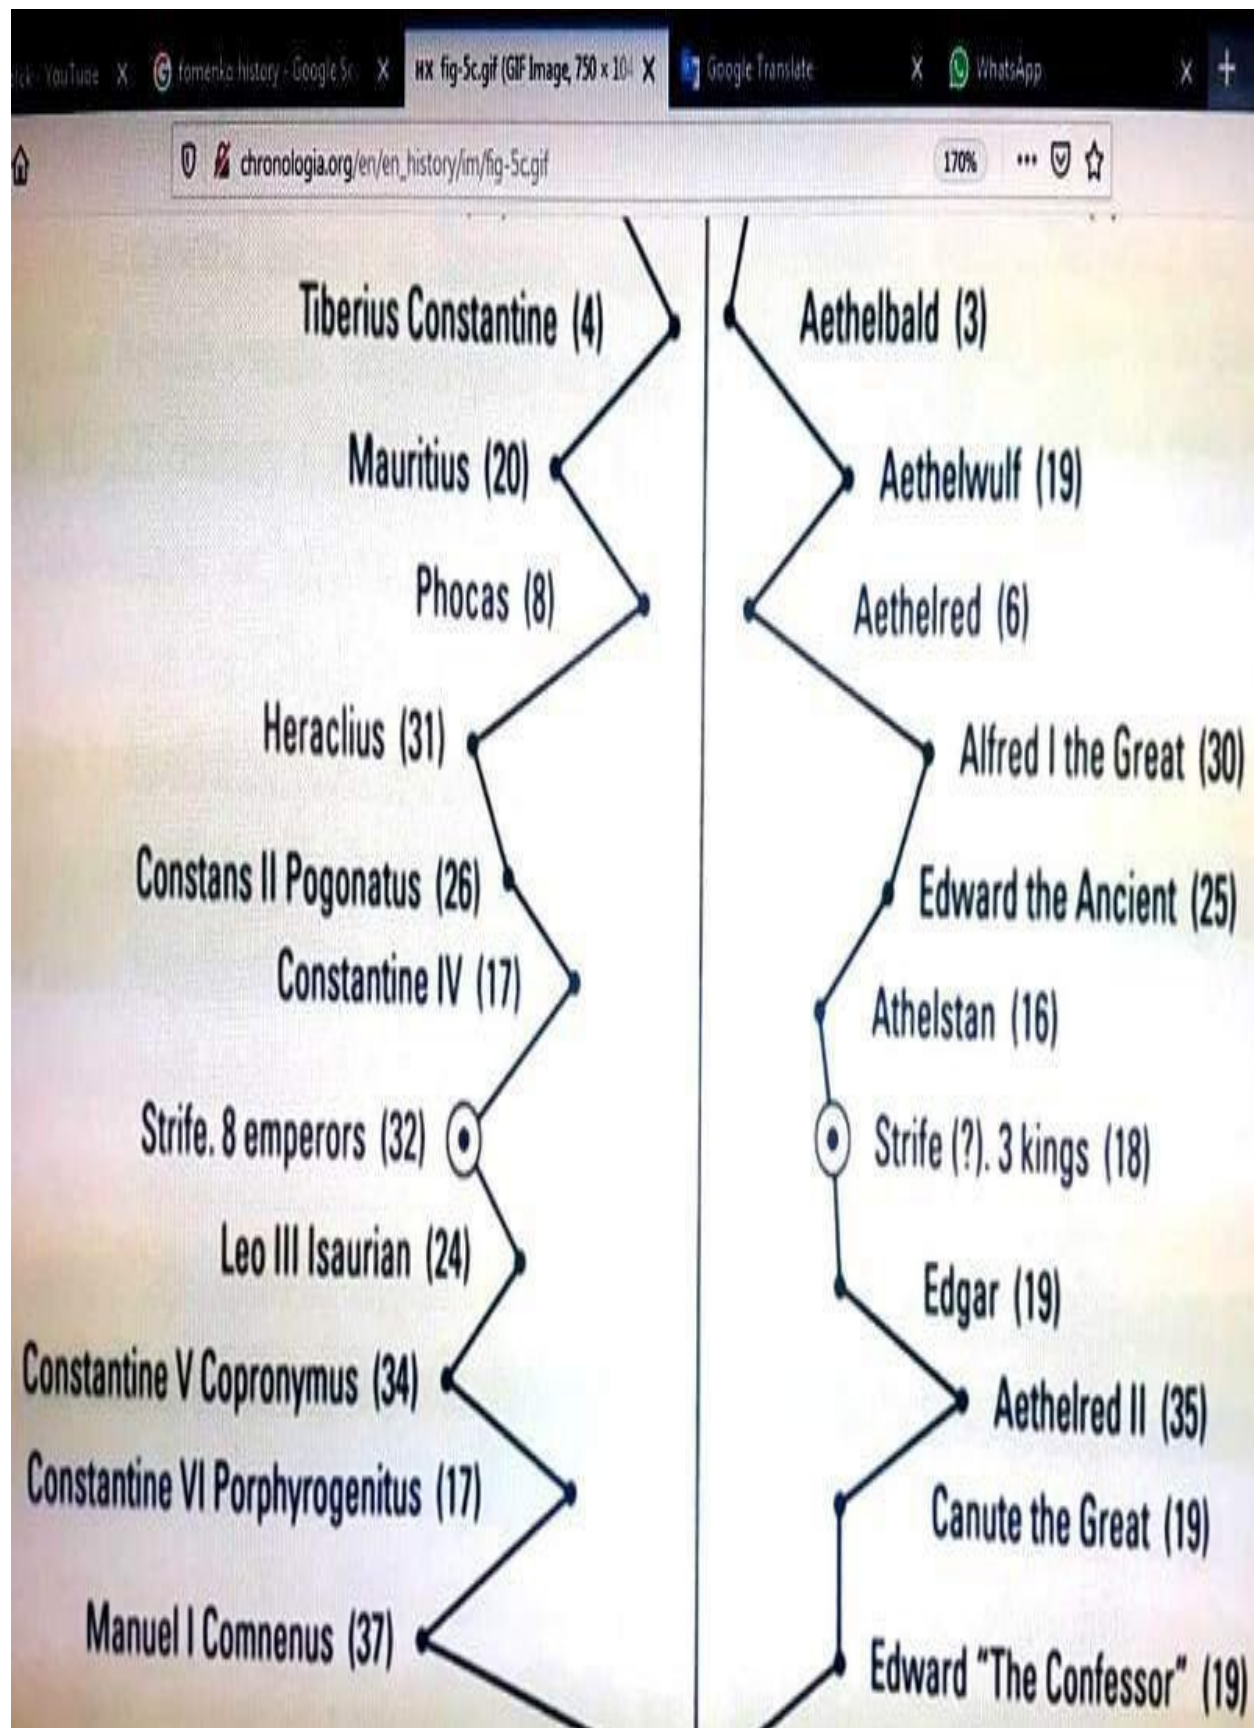 YouTube X
fomenko history - Google Se X
HX fig-5c.gif (GIF Image, 750 x 10 X
Google Translate X
WhatsApp X +
chronologia.org/en/en_history/im/fig-5c.gif 170% ...
Tiberius Constantine (4) Aethelbald (3)
Mauritius (20) Aethelwulf (19)
Phocas (8) Aethelred (6)
Heraclius (31) Alfred I the Great (30)
Constans II Pogonatus (26) Edward the Ancient (25)
Constantine IV (17) Athelstan (16)
Strife. 8 emperors (32) Strife (?). 3 kings (18)
Leo III Isaurian (24) Edgar (19)
Constantine V Copronymus (34) Aethelred II (35)
Constantine VI Porphyrogenitus (17) Canute the Great (19)
Manuel I Comnenus (37) Edward "The Confessor" (19)